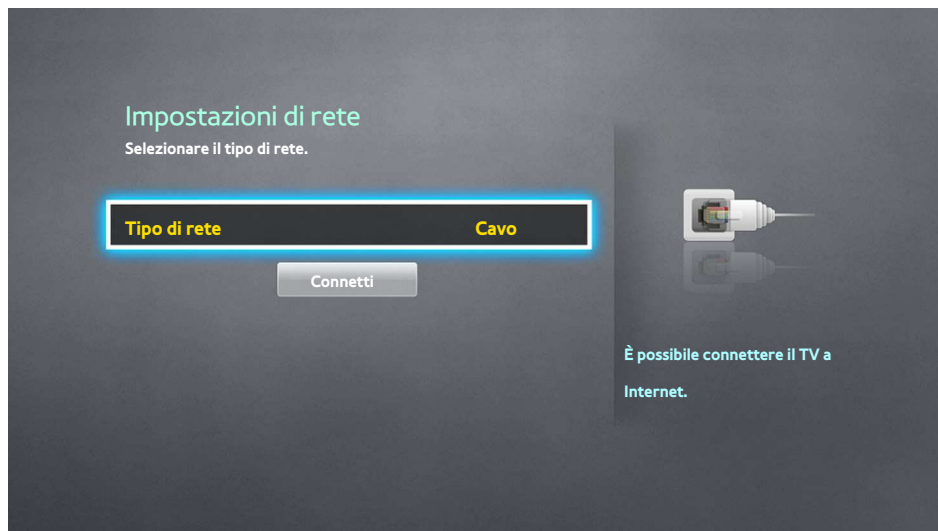 Impostazioni di rete
Selezionare il tipo di rete.
Tipo di rete Cavo
Connetti
È possibile connettere il TV a
Internet.